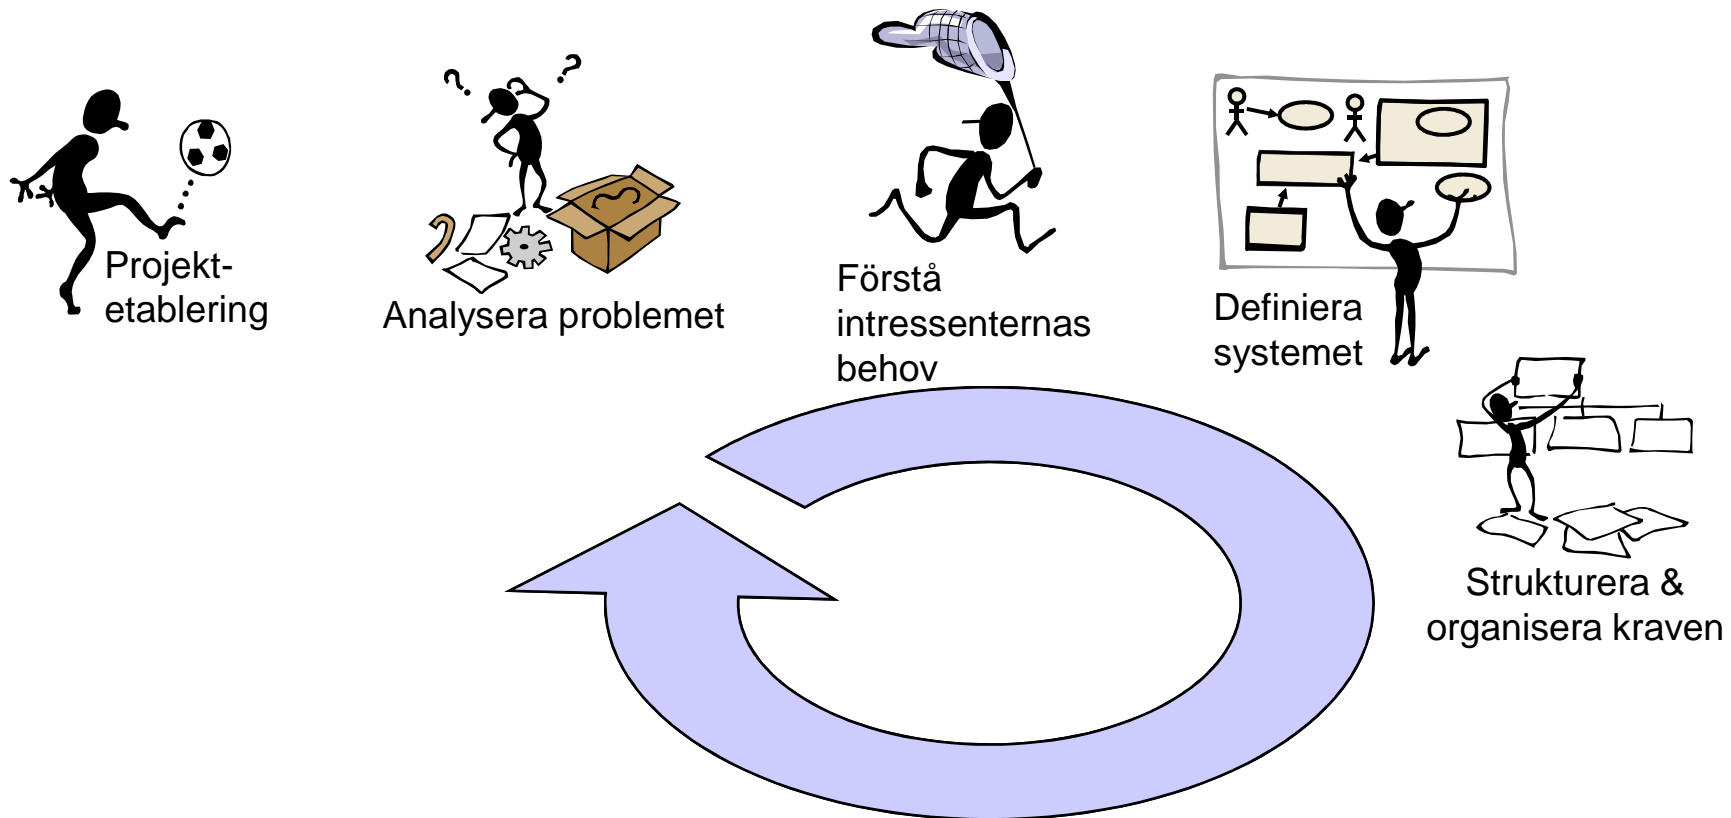 Projekt-
etablering
Analysera problemet
Förstå
intressenternas
behov
Definiera
systemet
Strukturera &
organisera kraven